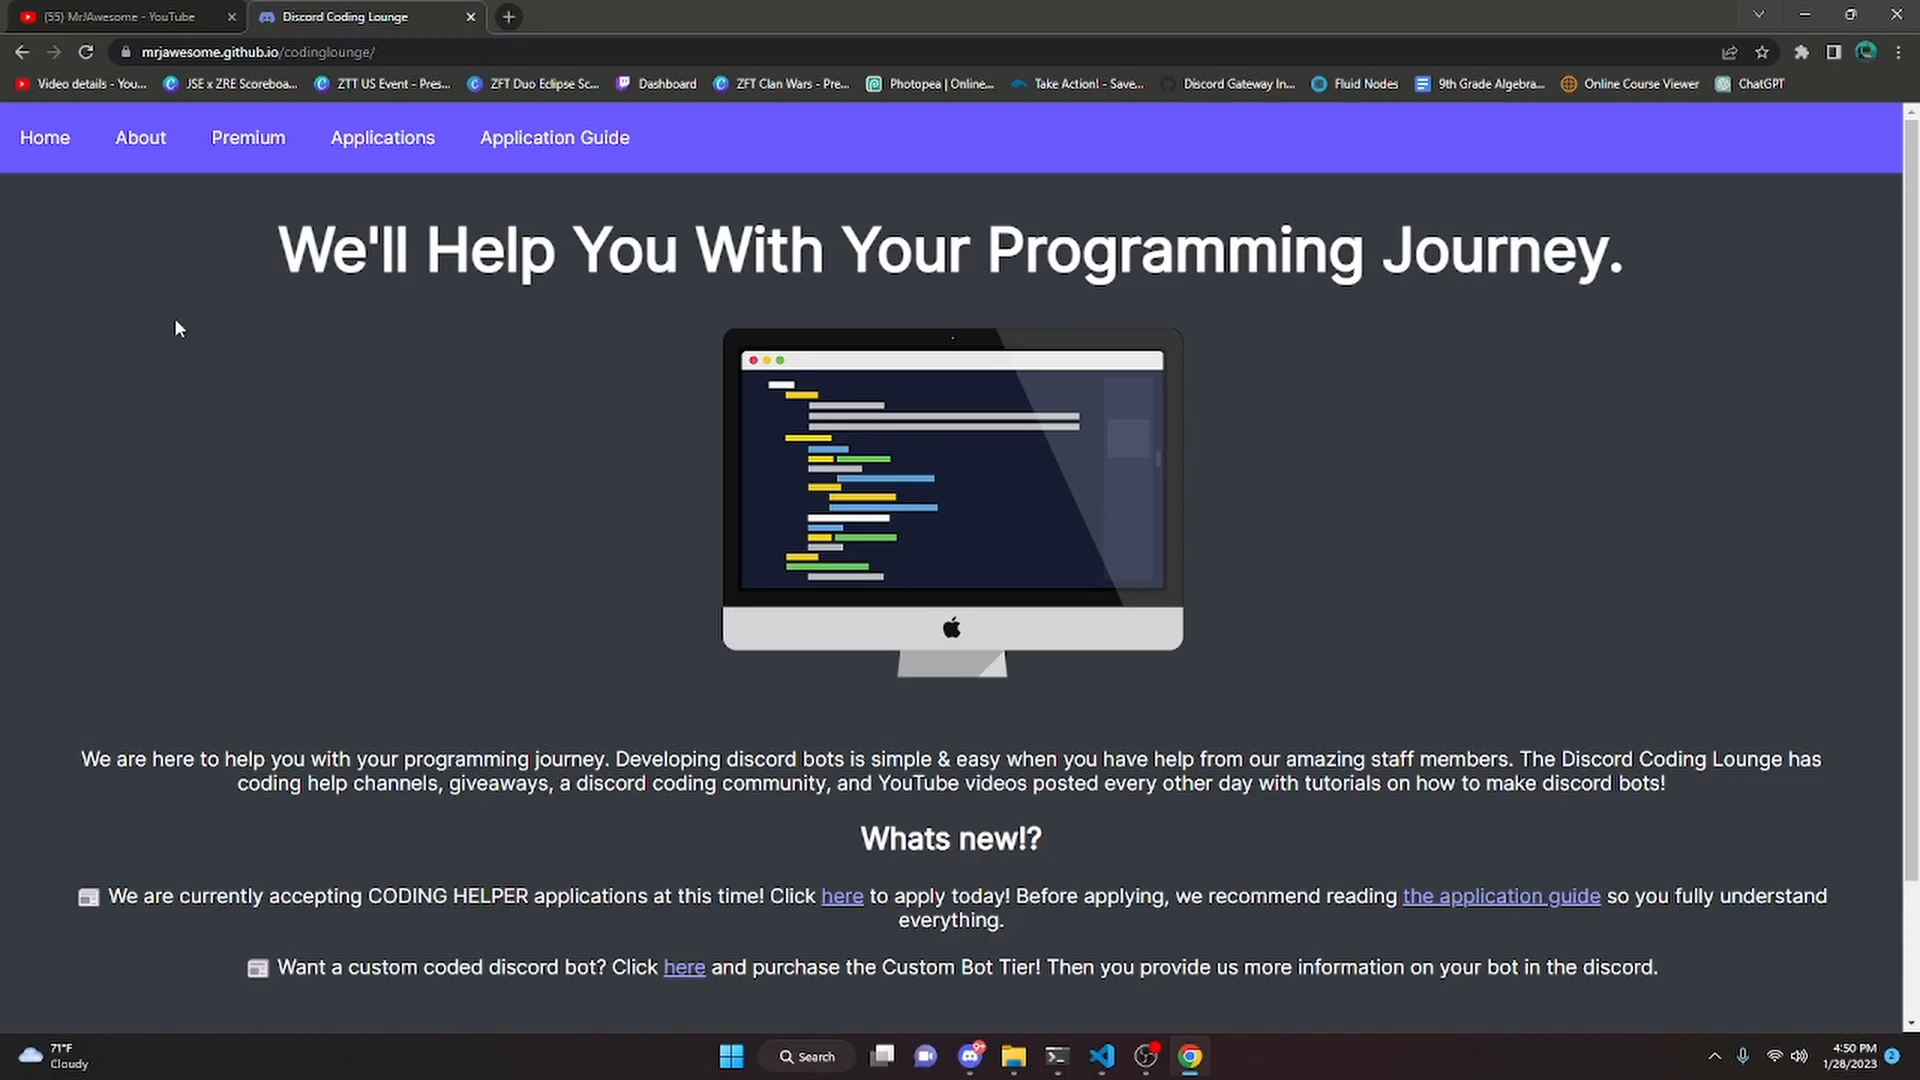 (55) MrJAwesome - YouTube
Discord Coding Lounge
mrjawesome.github.io/codinglounge/
Video details - You...
JSE x ZRE Scoreboa...
ZTT US Event - Pres...
ZFT Duo Eclipse Sc...
Dashboard
ZFT Clan Wars - Pre...
Photopea | Online...
Take Action! - Save...
Discord Gateway In...
Fluid Nodes
9th Grade Algebra...
Online Course Viewer
ChatGPT
Home
About
Premium
Applications
Application Guide
We'll Help You With Your Programming Journey.
We are here to help you with your programming journey. Developing discord bots is simple & easy when you have help from our amazing staff members. The Discord Coding Lounge has
coding help channels, giveaways, a discord coding community, and YouTube videos posted every other day with tutorials on how to make discord bots!
Whats new!?
We are currently accepting CODING HELPER applications at this time! Click here to apply today! Before applying, we recommend reading the application guide so you fully understand
everything.
Want a custom coded discord bot? Click here and purchase the Custom Bot Tier! Then you provide us more information on your bot in the discord.
71°F
Cloudy
Search
9+
4:50 PM
1/28/2023
2